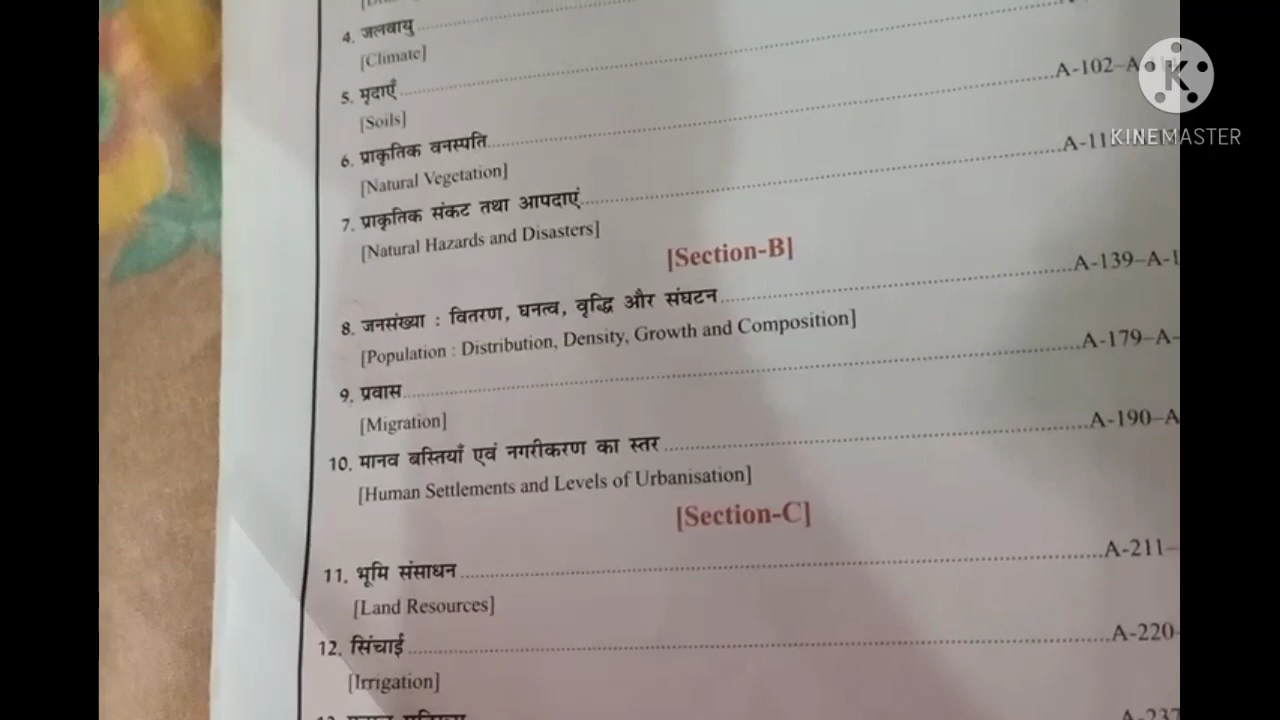 4. जलवायु
[Climate]
5. मृदाएँ
[Soils]
A-102–A
6. प्राकृतिक वनस्पति
[Natural Vegetation]
A-11
7. प्राकृतिक संकट तथा आपदाएं
[Natural Hazards and Disasters]
[Section-B]
8. जनसंख्या : वितरण, घनत्व, वृद्धि और संघटन A-139–A-1
[Population : Distribution, Density, Growth and Composition]
9. प्रवास A-179–A-
[Migration]
10. मानव बस्तियाँ एवं नगरीकरण का स्तर A-190–A
[Human Settlements and Levels of Urbanisation]
[Section-C]
11. भूमि संसाधन A-211–
[Land Resources]
12. सिंचाई A-220-
[Irrigation]
A-237
K
KINEMASTER